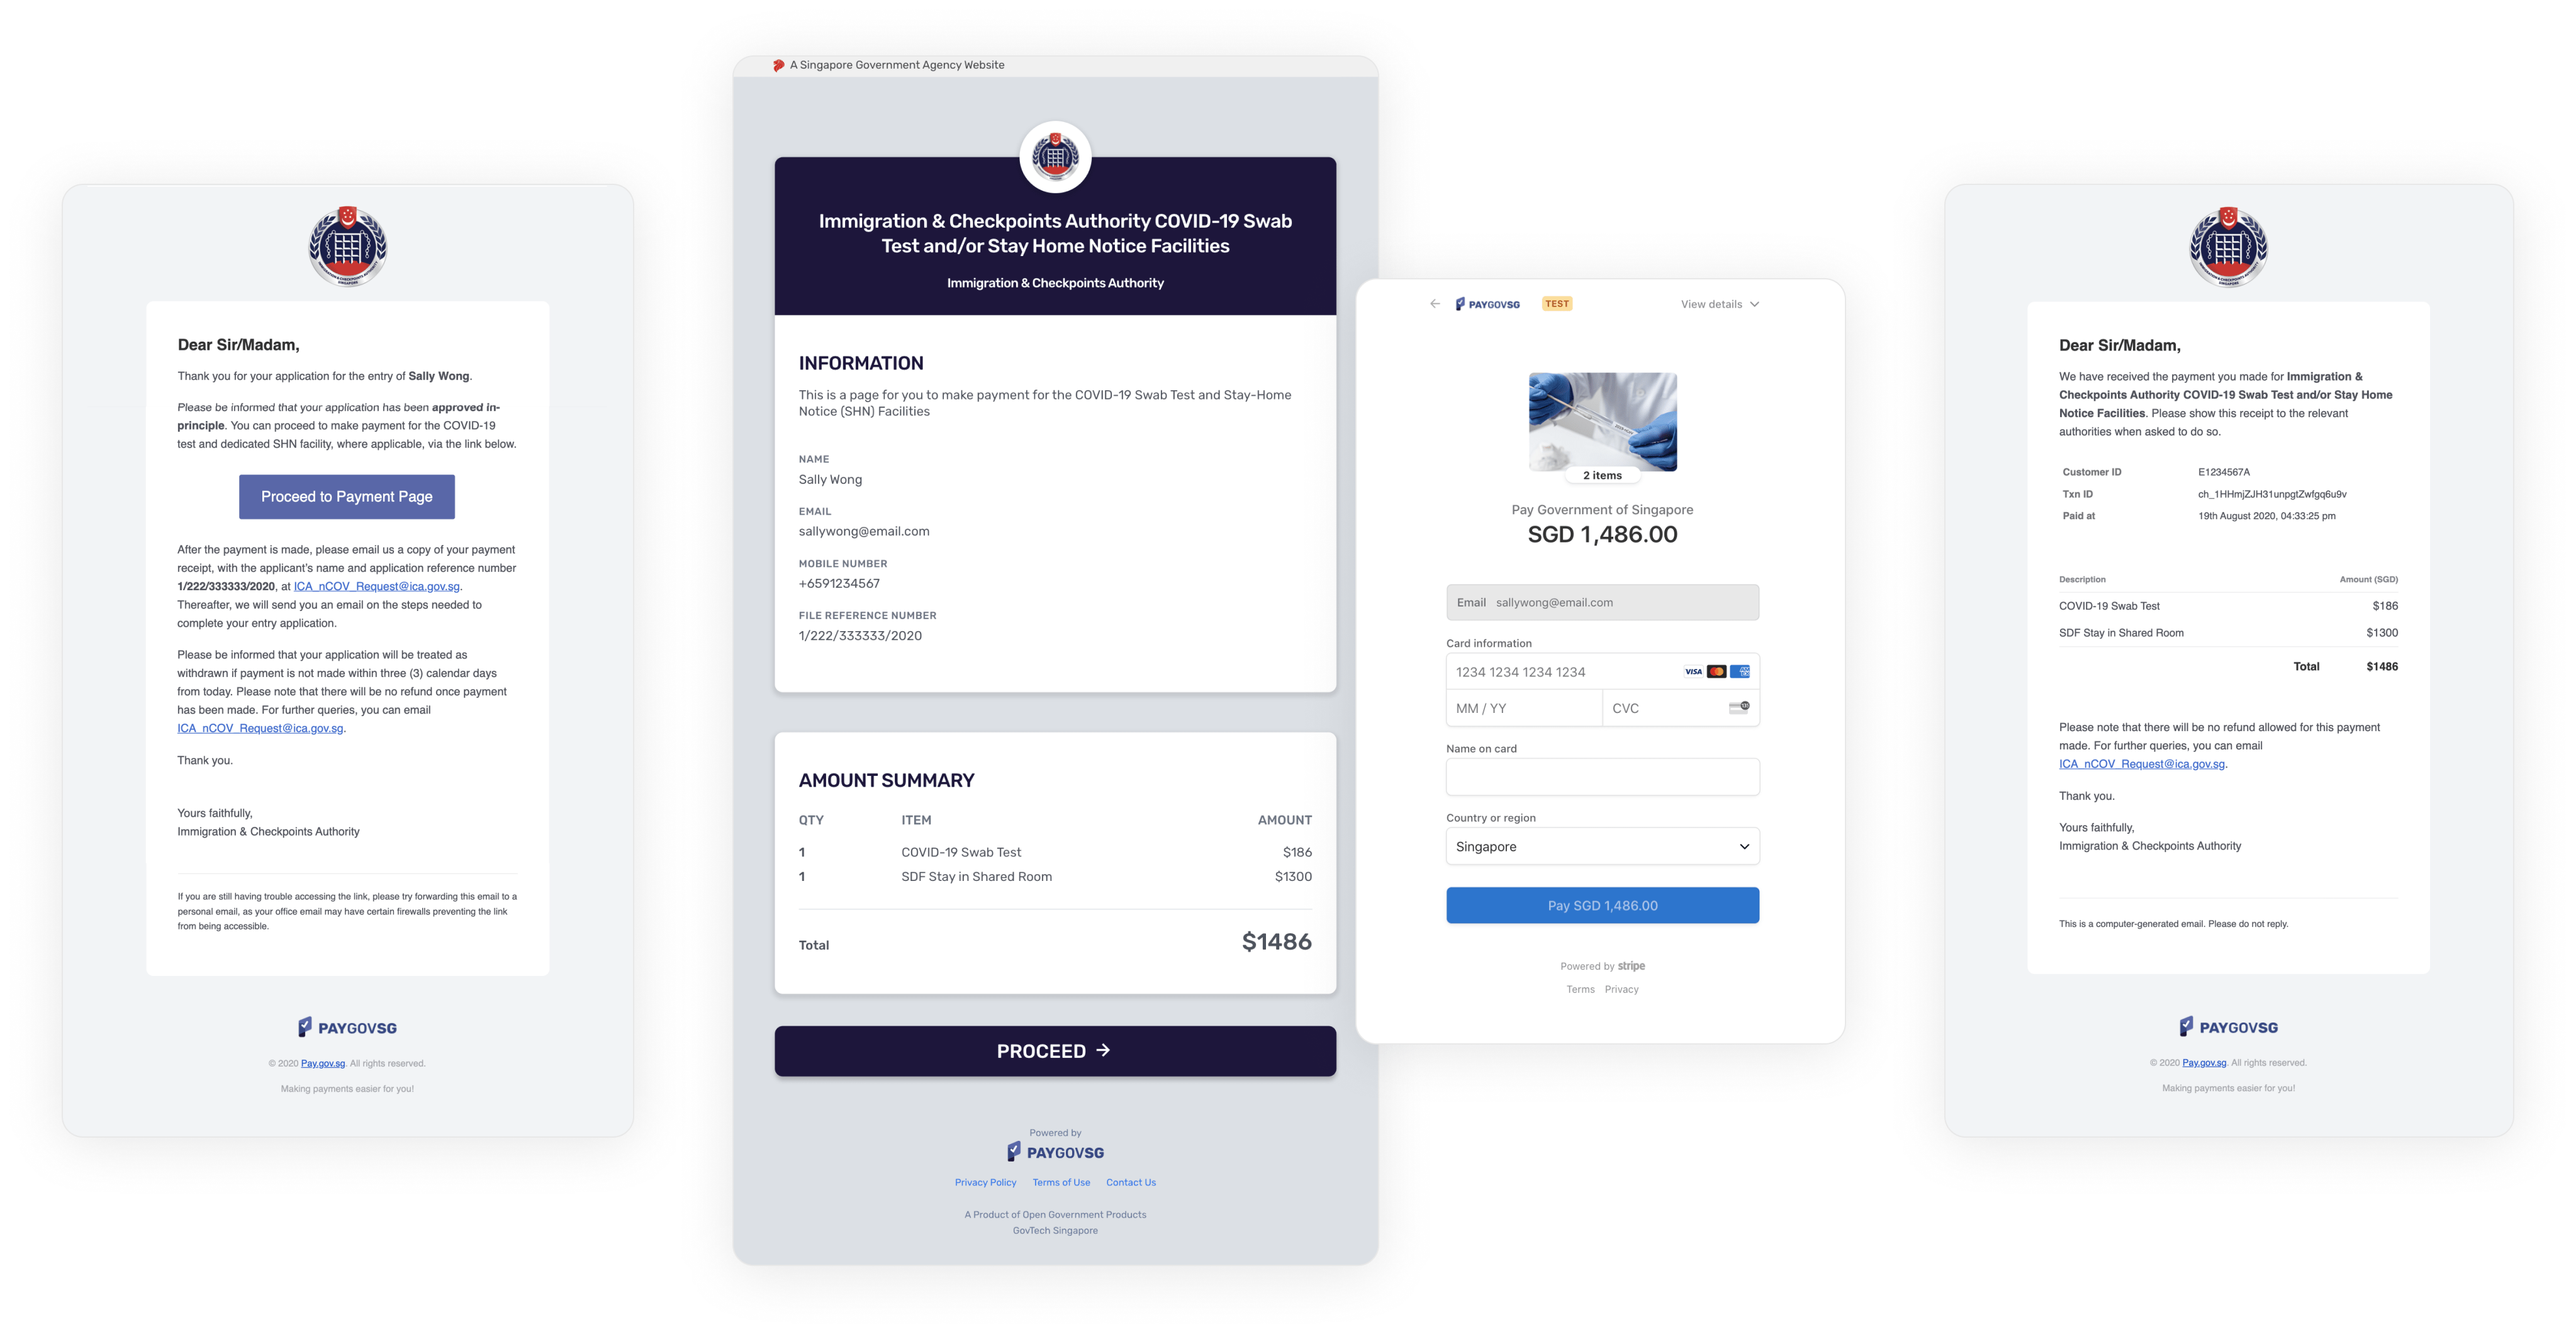 Dear Sir/Madam,
Thank you for your application for the entry of Sally Wong.
Please be informed that your application has been approved in-
principle. You can proceed to make payment for the COVID-19
test and dedicated SHN facility, where applicable, via the link below.
Proceed to Payment Page
After the payment is made, please email us a copy of your payment
receipt, with the applicant's name and application reference number
1/222/333333/2020, at ICA_nCOV_Request@ica.gov.sg.
Thereafter, we will send you an email on the steps needed to
complete your entry application.
Please be informed that your application will be treated as
withdrawn if payment is not made within three (3) calendar days
from today. Please note that there will be no refund once payment
has been made. For further queries, you can email
ICA_nCOV_Request@ica.gov.sg.
Thank you.
Yours faithfully,
Immigration & Checkpoints Authority
If you are still having trouble accessing the link, please try forwarding this email to a
personal email, as your office email may have certain firewalls preventing the link
from being accessible.
PAYGOVSG
© 2020 Pay.gov.sg. All rights reserved.
Making payments easier for you!
A Singapore Government Agency Website
Immigration & Checkpoints Authority COVID-19 Swab
Test and/or Stay Home Notice Facilities
Immigration & Checkpoints Authority
INFORMATION
This is a page for you to make payment for the COVID-19 Swab Test and Stay-Home
Notice (SHN) Facilities
NAME
Sally Wong
EMAIL
sallywong@email.com
MOBILE NUMBER
+6591234567
FILE REFERENCE NUMBER
1/222/333333/2020
AMOUNT SUMMARY
QTY ITEM AMOUNT
1 COVID-19 Swab Test $186
1 SDF Stay in Shared Room $1300
Total $1486
PROCEED →
Powered by
PAYGOVSG
Privacy Policy Terms of Use Contact Us
A Product of Open Government Products
GovTech Singapore
← PAYGOVSG TEST View details
2 items
Pay Government of Singapore
SGD 1,486.00
Email sallywong@email.com
Card information
1234 1234 1234 1234 VISA
MM / YY CVC
Name on card
Country or region
Singapore
Pay SGD 1,486.00
Powered by stripe
Terms Privacy
Dear Sir/Madam,
We have received the payment you made for Immigration &
Checkpoints Authority COVID-19 Swab Test and/or Stay Home
Notice Facilities. Please show this receipt to the relevant
authorities when asked to do so.
Customer ID E1234567A
Txn ID ch_1HHmjZJH31unpgtZwfgq6u9v
Paid at 19th August 2020, 04:33:25 pm
Description Amount (SGD)
COVID-19 Swab Test $186
SDF Stay in Shared Room $1300
Total $1486
Please note that there will be no refund allowed for this payment
made. For further queries, you can email
ICA_nCOV_Request@ica.gov.sg.
Thank you.
Yours faithfully,
Immigration & Checkpoints Authority
This is a computer-generated email. Please do not reply.
PAYGOVSG
© 2020 Pay.gov.sg. All rights reserved.
Making payments easier for you!